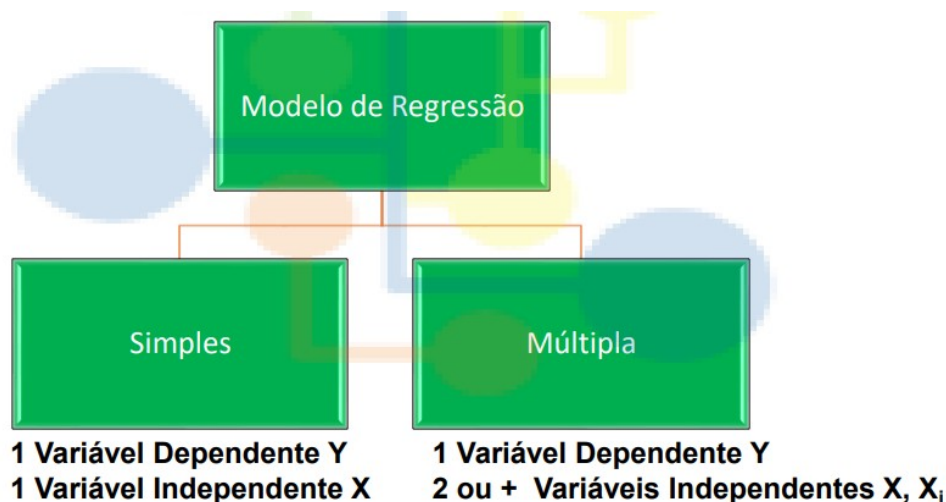 Modelo de Regressão
Simples
Múltipla
1 Variável Dependente Y
1 Variável Independente X
1 Variável Dependente Y
2 ou + Variáveis Independentes X, X